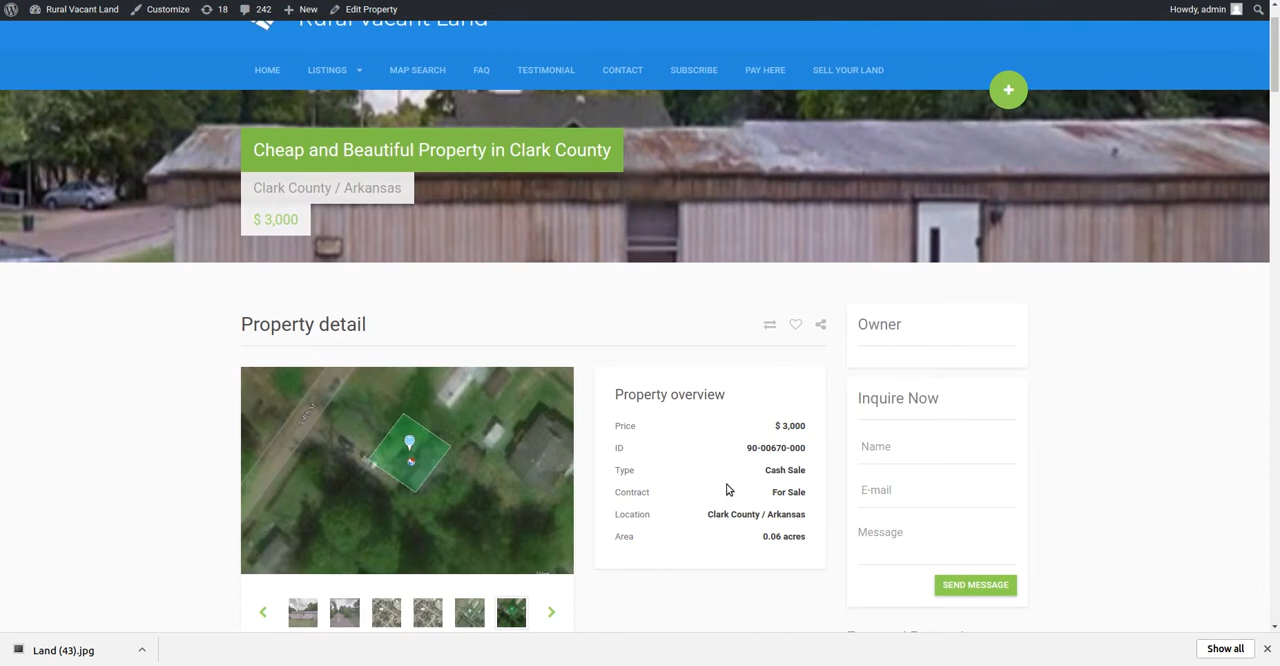 Rural Vacant Land Customize 18 242 New Edit Property Howdy, admin
Rural Vacant Land
HOME LISTINGS MAP SEARCH FAQ TESTIMONIAL CONTACT SUBSCRIBE PAY HERE SELL YOUR LAND
+
Cheap and Beautiful Property in Clark County
Clark County / Arkansas
$ 3,000
Property detail
Owner
Property overview
Price $ 3,000
ID 90-00670-000
Type Cash Sale
Contract For Sale
Location Clark County / Arkansas
Area 0.06 acres
Inquire Now
Name
E-mail
Message
SEND MESSAGE
Land (43).jpg
Show all